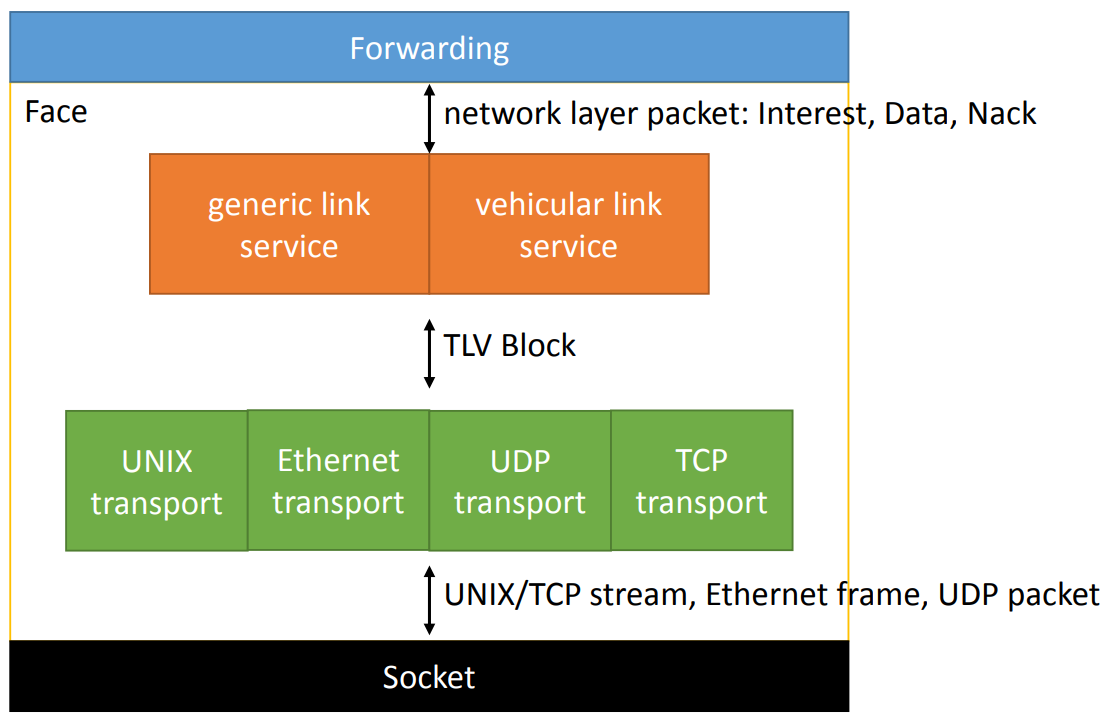 Forwarding
Face
network layer packet: Interest, Data, Nack
generic link
service
vehicular link
service
TLV Block
UNIX
transport
Ethernet
transport
UDP
transport
TCP
transport
UNIX/TCP stream, Ethernet frame, UDP packet
Socket